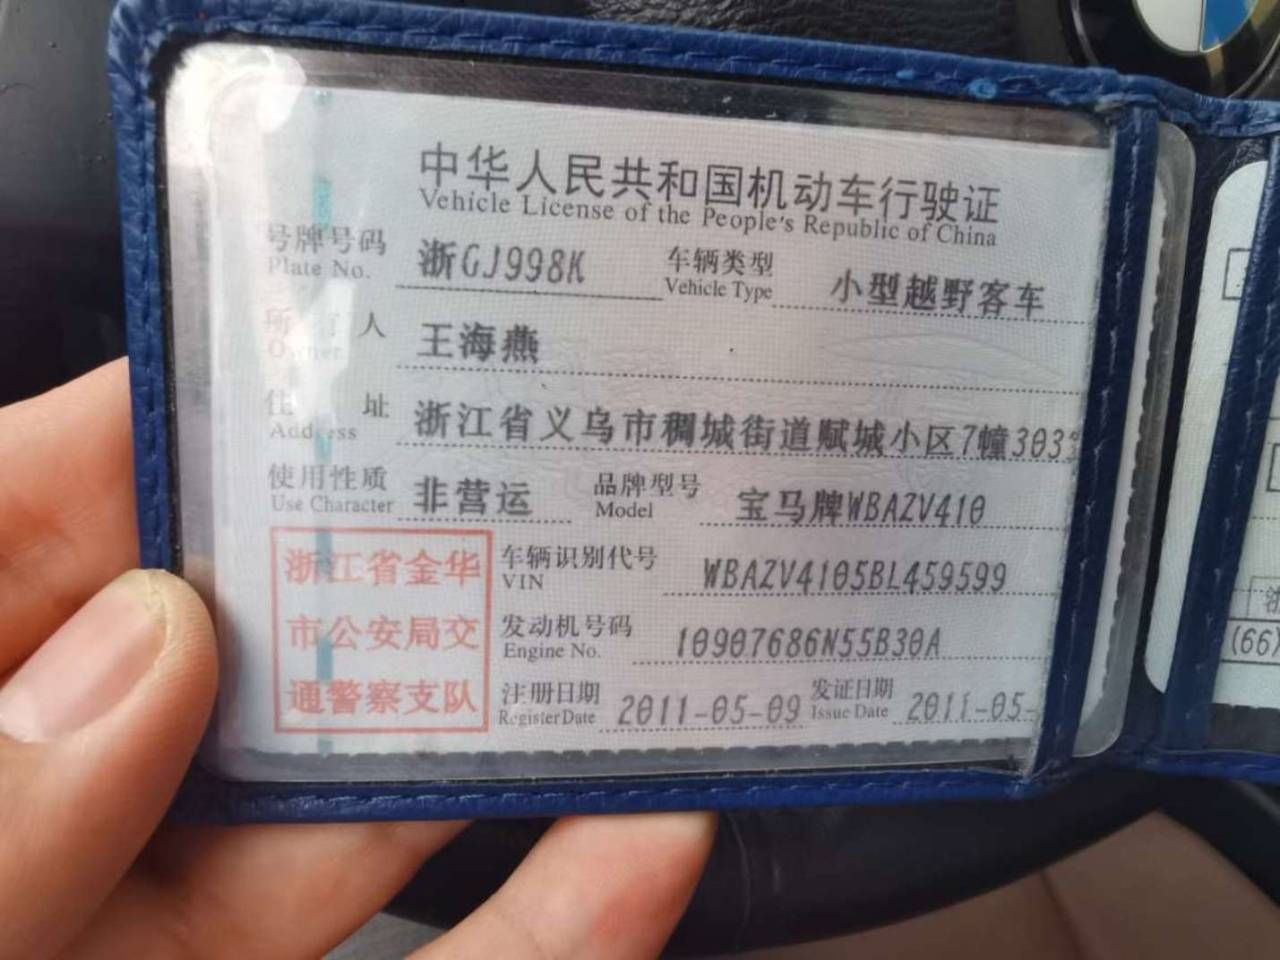 中华人民共和国机动车行驶证
Vehicle License of the People's Republic of China
号牌号码 浙GJ998K 车辆类型 小型越野客车
Plate No. Vehicle Type
所有人 王海燕
Owner
住址 浙江省义乌市稠城街道赋城小区7幢303
Address
使用性质 非营运 品牌型号 宝马牌WBAZV410
Use Character Model
浙江省金华 车辆识别代号 WBAZV4105BL459599
VIN
市公安局交 发动机号码 10907686N55B30A
Engine No.
通警察支队 注册日期 2011-05-09 发证日期 2011-05-
Register Date Issue Date
(66)